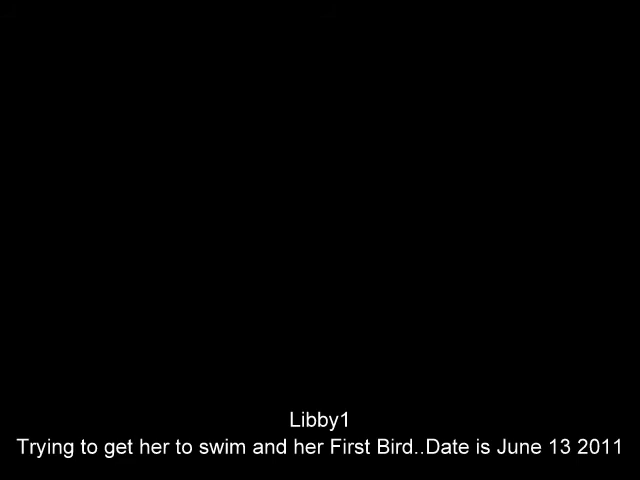 Libby1
Trying to get her to swim and her First Bird..Date is June 13 2011